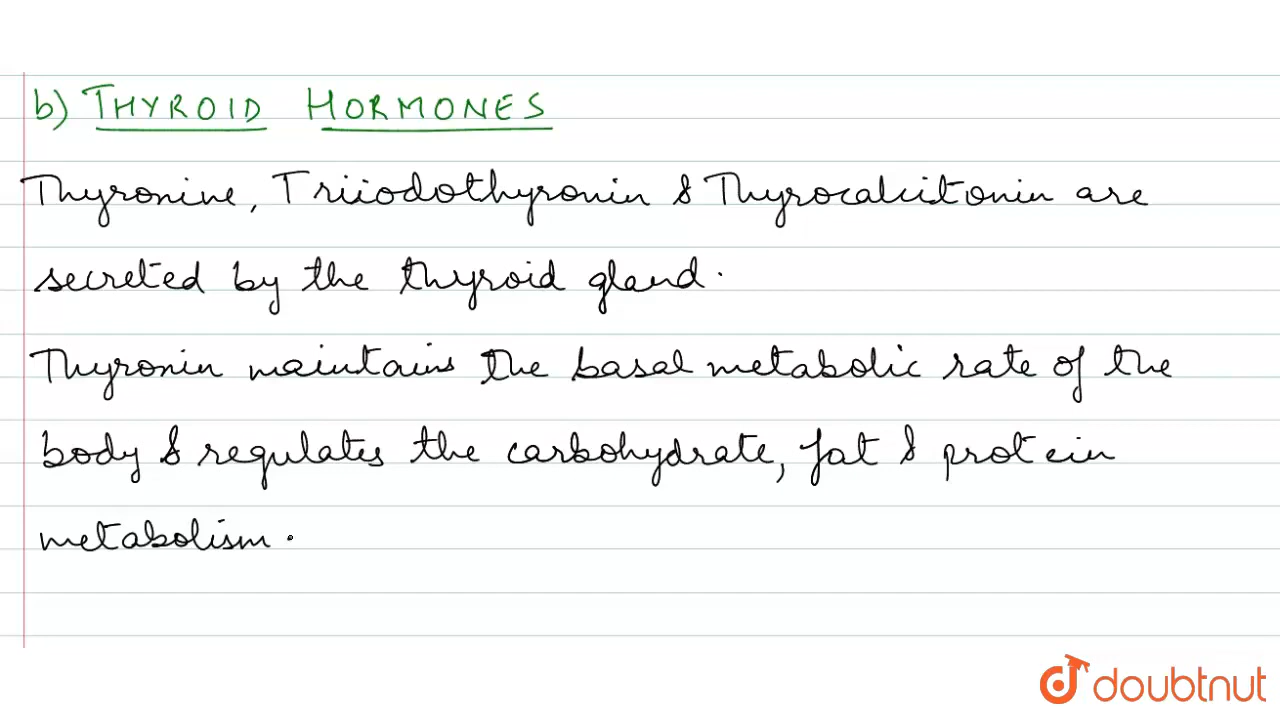 b) THYROID HORMONES
Thyronine, Triiodothyronin & Thyrocalcitonin are
secreted by the thyroid gland.
Thyronin maintains the basal metabolic rate of the
body & regulates the carbohydrate, fat & protein
metabolism.
doubtnut